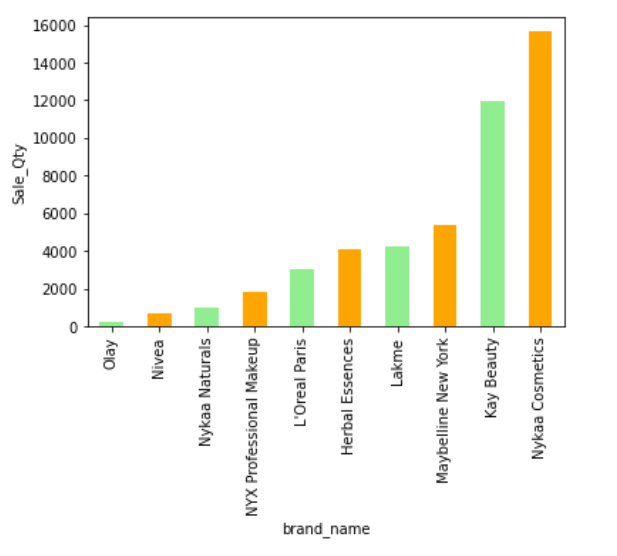 16000
14000
12000
10000
8000
6000
4000
2000
0
Sale_Qty
Olay
Nivea
Nykaa Naturals
NYX Professional Makeup
L'Oreal Paris
Herbal Essences
Lakme
Maybelline New York
Kay Beauty
Nykaa Cosmetics
brand_name